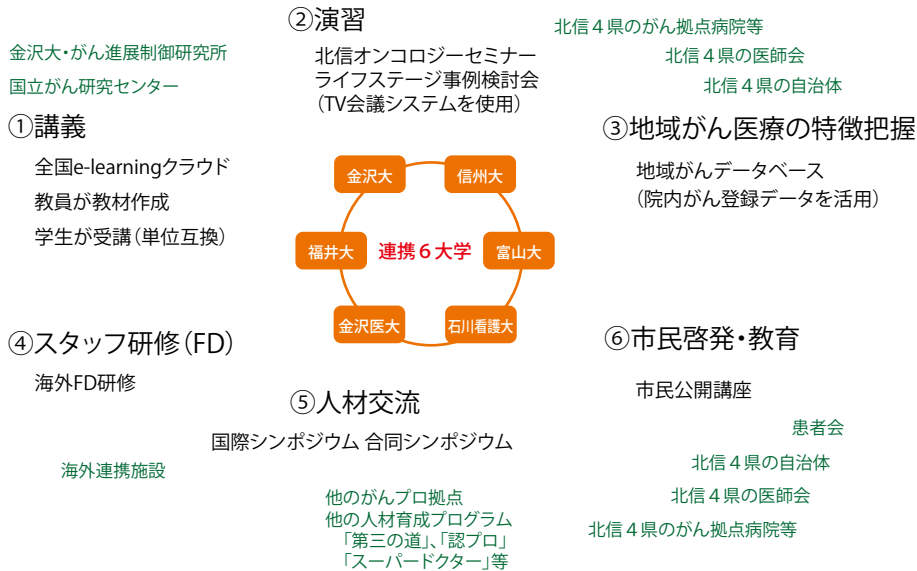 ②演習
北信オンコロジーセミナー
ライフステージ事例検討会
（TV会議システムを使用）
金沢大・がん進展制御研究所
国立がん研究センター
①講義
全国e-learningクラウド
教員が教材作成
学生が受講（単位互換）
北信４県のがん拠点病院等
北信４県の医師会
北信４県の自治体
③地域がん医療の特徴把握
地域がんデータベース
（院内がん登録データを活用）
金沢大
信州大
福井大
連携６大学
富山大
金沢医大
石川看護大
④スタッフ研修（FD）
海外FD研修
海外連携施設
⑤人材交流
国際シンポジウム 合同シンポジウム
他のがんプロ拠点
他の人材育成プログラム
「第三の道」、「認プロ」
「スーパードクター」等
⑥市民啓発・教育
市民公開講座
患者会
北信４県の自治体
北信４県の医師会
北信４県のがん拠点病院等